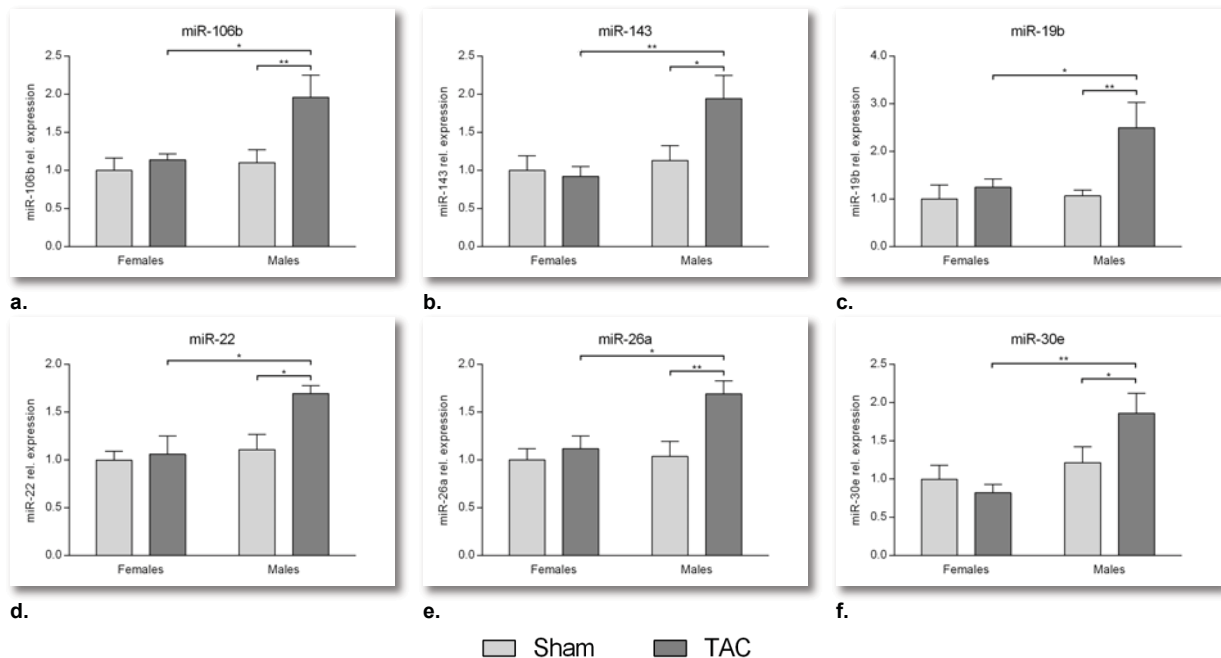 miR-106b
miR-106b rel. expression
2.5
2.0
1.5
1.0
0.5
0.0
*
**
Females
Males
a.
miR-143
miR-143 rel. expression
2.5
2.0
1.5
1.0
0.5
0.0
**
*
Females
Males
b.
miR-19b
miR-19b rel. expression
4.0
3.0
2.0
1.0
0.0
*
**
Females
Males
c.
miR-22
miR-22 rel. expression
2.0
1.5
1.0
0.5
0.0
*
*
Females
Males
d.
miR-26a
miR-26a rel. expression
2.0
1.5
1.0
0.5
0.0
*
**
Females
Males
e.
miR-30e
miR-30e rel. expression
2.5
2.0
1.5
1.0
0.5
0.0
**
*
Females
Males
f.
Sham
TAC